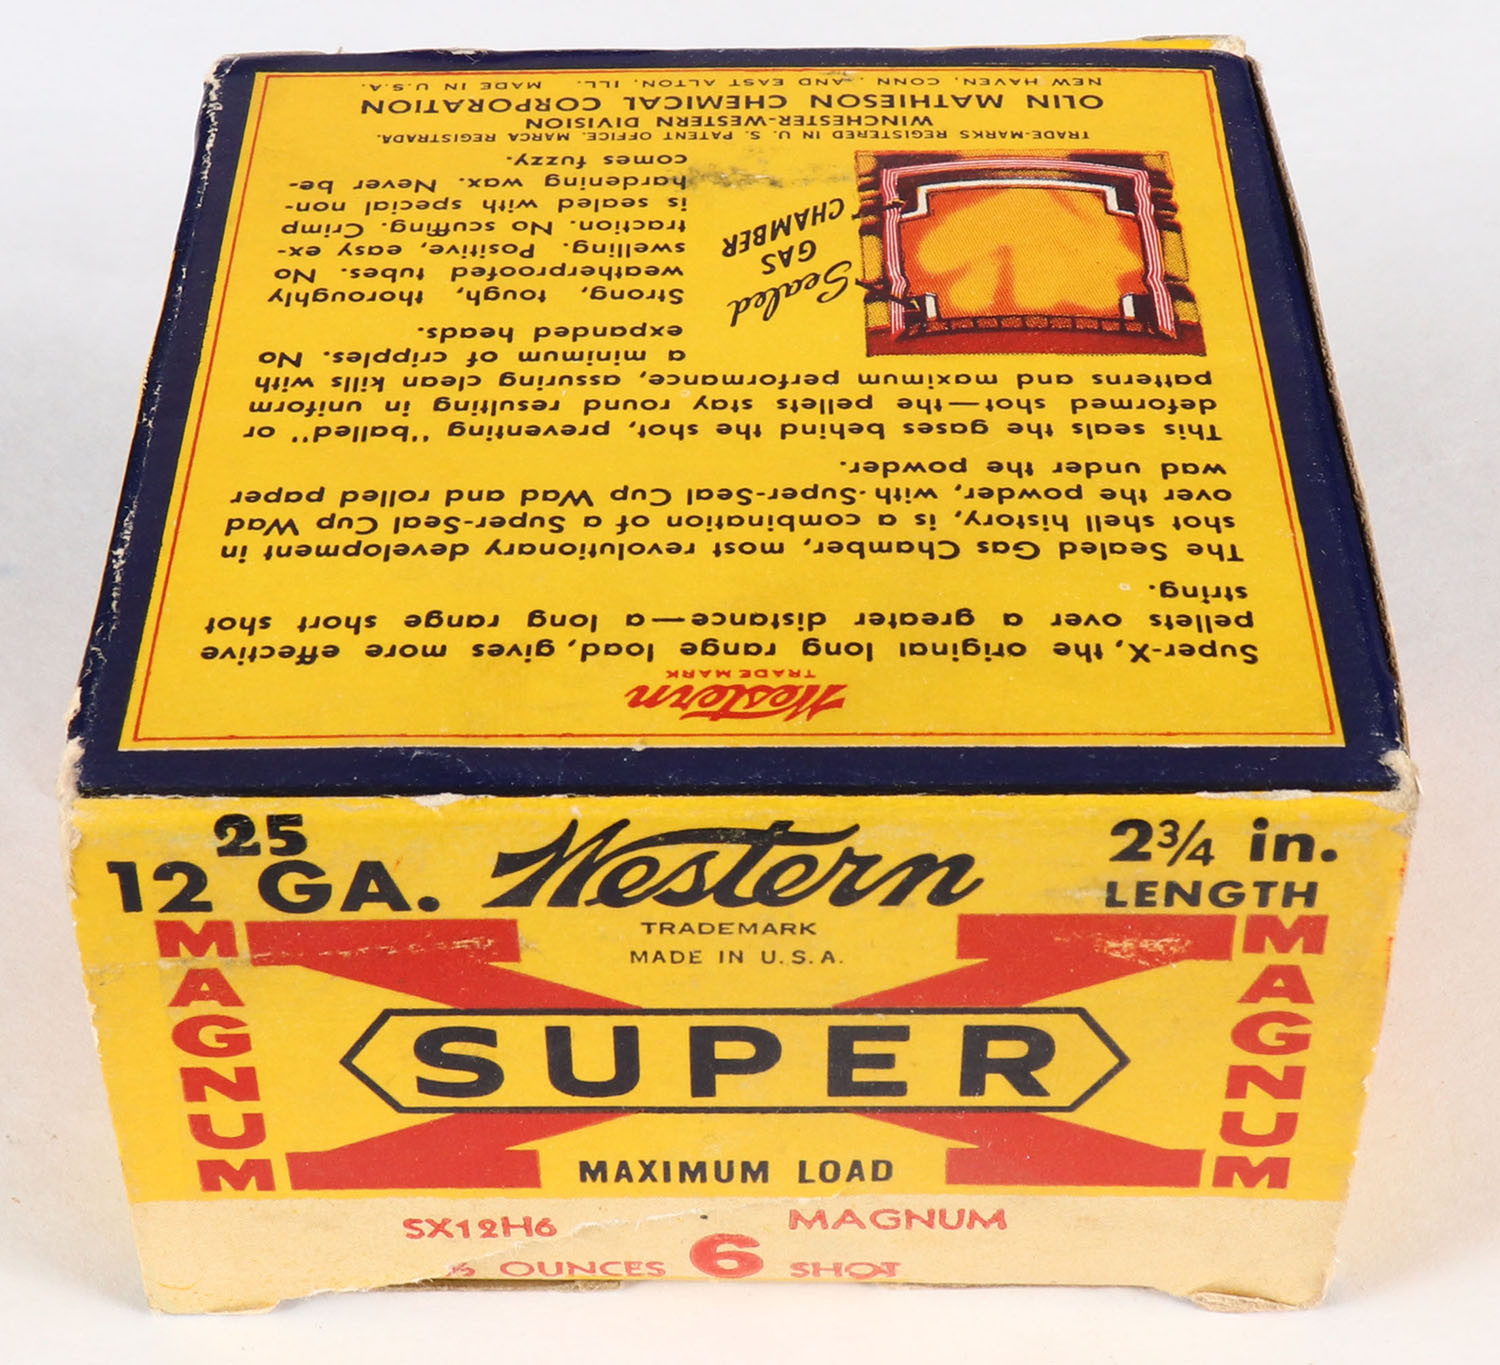 Western
TRADEMARK
Super-X, the original long range load, gives more effective
pellets over a greater distance—a long range short shot
string.
The Sealed Gas Chamber, most revolutionary development in
shot shell history, is a combination of a Super-Seal Cup Wad
over the powder, with Super-Seal Cup Wad and rolled paper
wad under the powder.
This seals the gases behind the shot, preventing "balled" or
deformed shot—the pellets stay round resulting in uniform
patterns and maximum performance, assuring clean kills with
a minimum of cripples. No
expanded heads.
Strong, tough, thoroughly
weatherproofed tubes. No
swelling. Positive, easy ex-
traction. No scuffing. Crimp
is sealed with special non-
hardening wax. Never be-
comes fuzzy.
Sealed
GAS
CHAMBER
TRADE-MARKS REGISTERED IN U. S. PATENT OFFICE. MARCA REGISTRADA.
WINCHESTER-WESTERN DIVISION
OLIN MATHIESON CHEMICAL CORPORATION
NEW HAVEN, CONN., AND EAST ALTON, ILL. MADE IN U.S.A.
25
12 GA.
Western
2 3/4 in.
LENGTH
TRADEMARK
MADE IN U.S.A.
MAGNUM
X
SUPER
MAGNUM
MAXIMUM LOAD
SX12H6
MAGNUM
OUNCES 6 SHOT